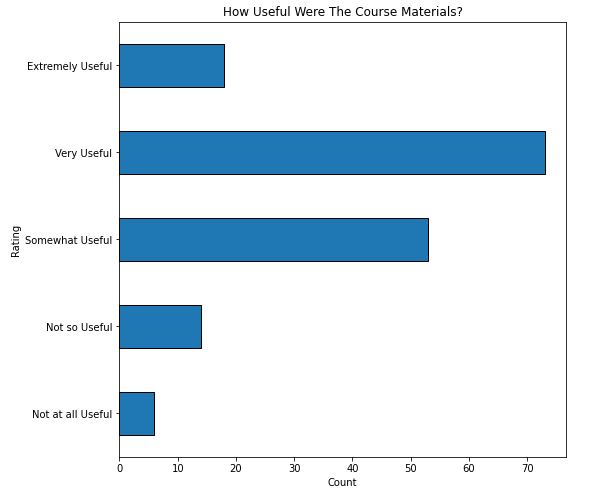 How Useful Were The Course Materials?
Extremely Useful
Very Useful
Somewhat Useful
Not so Useful
Not at all Useful
Rating
0 10 20 30 40 50 60 70
Count